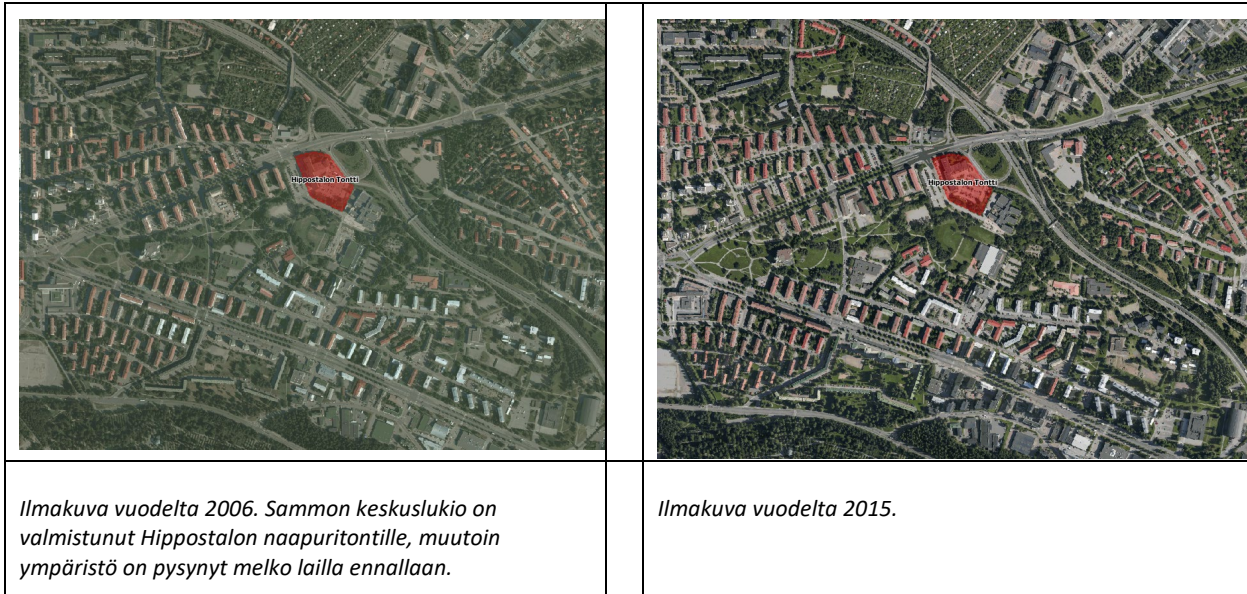 Hippostalon Tontti
Hippostalon Tontti
Ilmakuva vuodelta 2006. Sammon keskuslukio on
valmistunut Hippostalon naapuritontille, muutoin
ympäristö on pysynyt melko lailla ennallaan.
Ilmakuva vuodelta 2015.